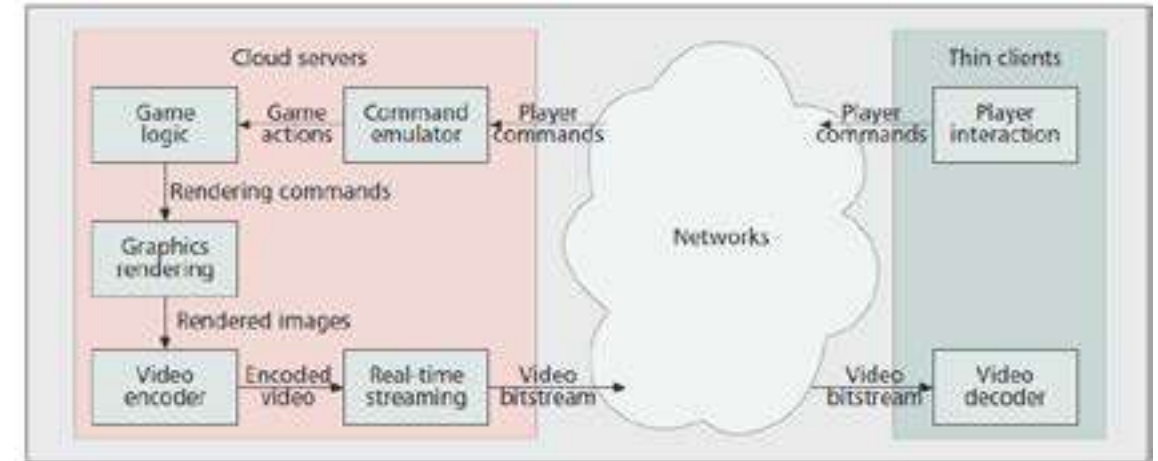 Cloud servers
Thin clients
Game
logic
Game
actions
Command
emulator
Player
commands
Player
commands
Player
interaction
Rendering commands
Graphics
rendering
Networks
Rendered images
Video
encoder
Encoded
video
Real-time
streaming
Video
bitstream
Video
bitstream
Video
decoder